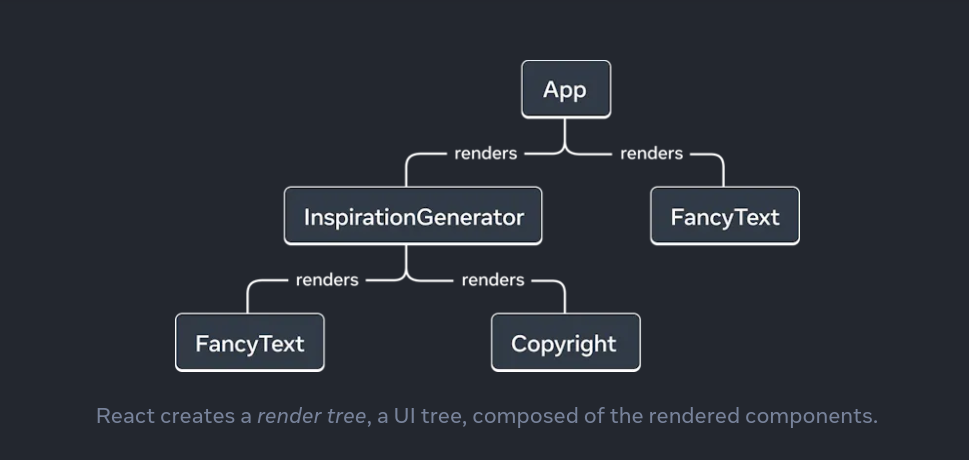 App
renders renders
InspirationGenerator FancyText
renders renders
FancyText Copyright
React creates a render tree, a UI tree, composed of the rendered components.